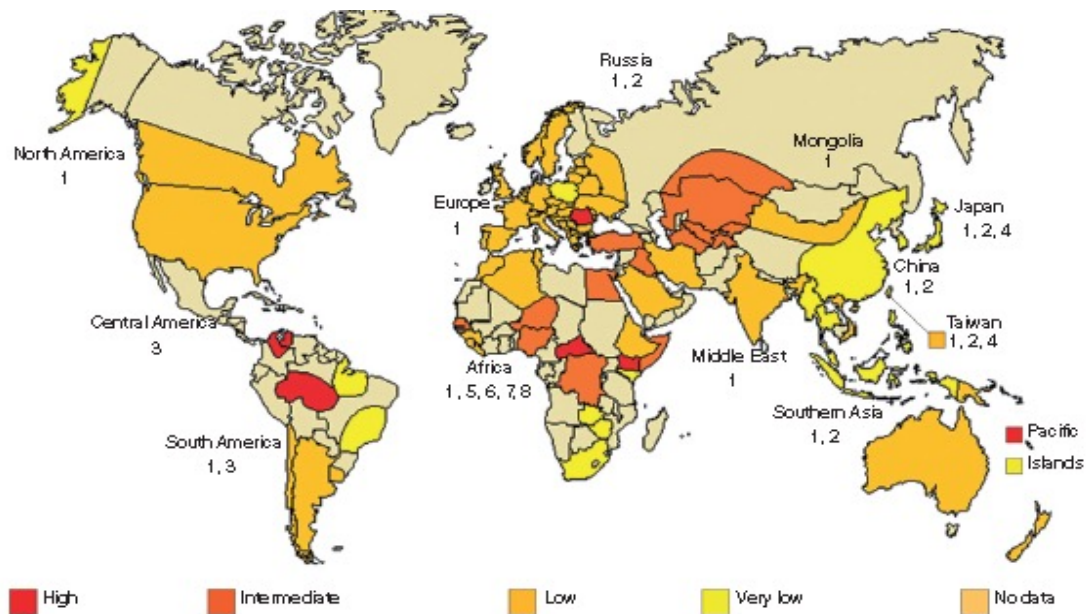 Russia
1, 2
Mongolia
1
North America
1
Europe
1
Japan
1, 2, 4
China
1, 2
Central America
3
Taiwan
1, 2, 4
Africa
1, 5, 6, 7, 8
Middle East
1
Southern Asia
1, 2
South America
1, 3
Pacific
Islands
High
Intermediate
Low
Very low
No data